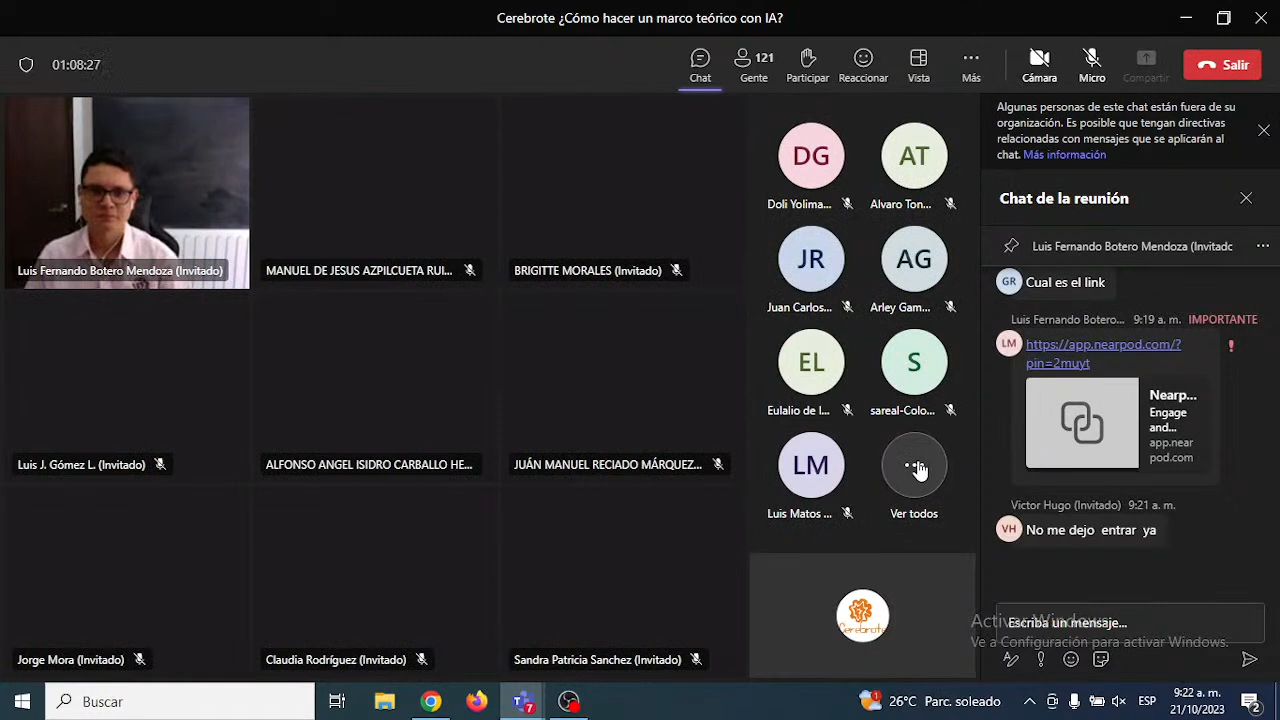 Cerebrote ¿Cómo hacer un marco teórico con IA?
01:08:27
Chat
121
Gente
Participar
Reaccionar
Vista
Más
Cámara
Micro
Compartir
Salir
Luis Fernando Botero Mendoza (Invitado)
MANUEL DE JESUS AZPILCUETA RUI...
BRIGITTE MORALES (Invitado)
Luis J. Gómez L. (Invitado)
ALFONSO ANGEL ISIDRO CARBALLO HE...
JUÁN MANUEL RECIADO MÁRQUEZ...
Jorge Mora (Invitado)
Claudia Rodríguez (Invitado)
Sandra Patricia Sanchez (Invitado)
DG
AT
Doli Yolima...
Alvaro Ton...
JR
AG
Juan Carlos...
Arley Gam...
EL
S
Eulalio de l...
sareal-Colo...
LM
Luis Matos ...
Ver todos
Cerebrote
Algunas personas de este chat están fuera de
su organización. Es posible que tengan directivas
relacionadas con mensajes que se aplicarán al
chat. Más información
Chat de la reunión
Luis Fernando Botero Mendoza (Invitadc
GR
Cual es el link
Luis Fernando Botero... 9:19 a. m. IMPORTANTE
LM
https://app.nearpod.com/?
pin=2muyt
Nearp...
Engage
and...
app.near
pod.com
Victor Hugo (Invitado) 9:21 a. m.
VH
No me dejo entrar ya
Escriba un mensaje...
Activar Windows
Ve a Configuración para activar Windows.
Buscar
7
1
26°C Parc. soleado
ESP
9:22 a. m.
21/10/2023
2